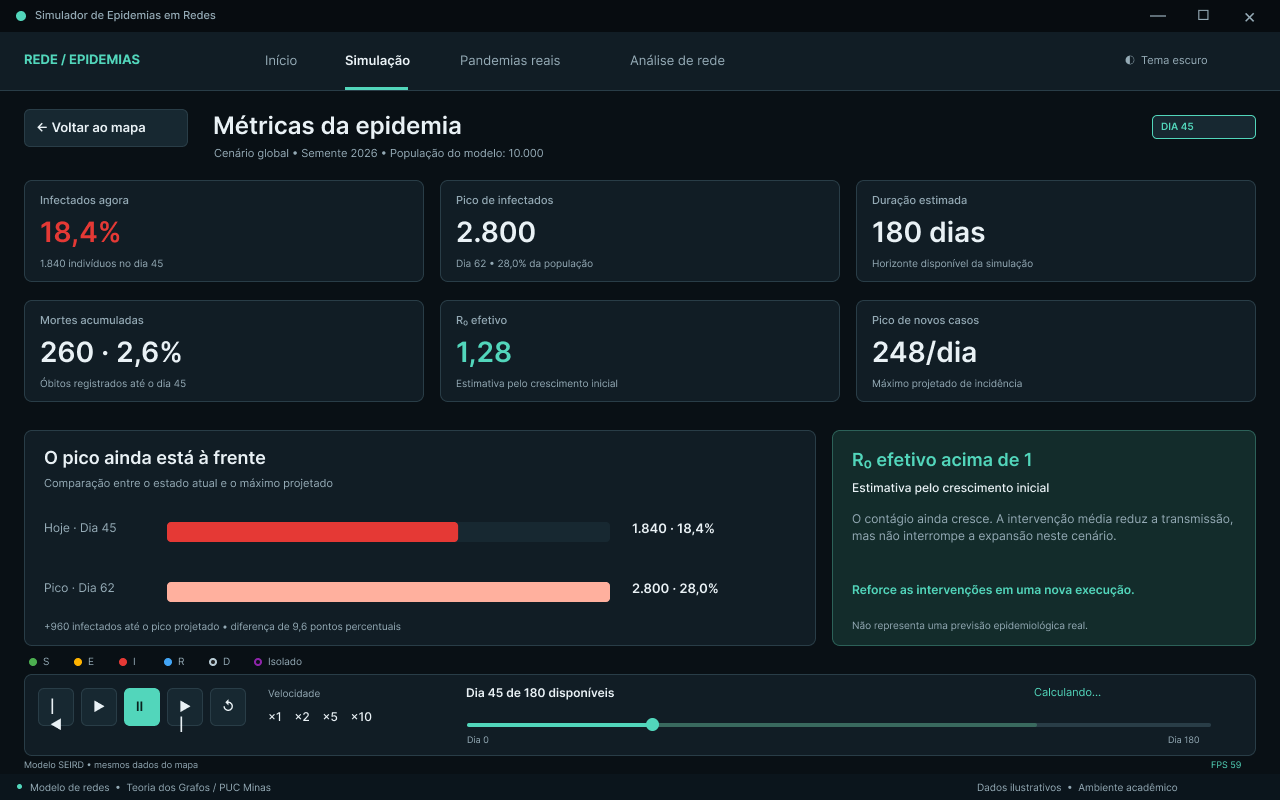 Simulador de Epidemias em Redes
REDE / EPIDEMIAS
Início
Simulação
Pandemias reais
Análise de rede
Tema escuro
← Voltar ao mapa
Métricas da epidemia
Cenário global • Semente 2026 • População do modelo: 10.000
DIA 45
Infectados agora
18,4%
1.840 indivíduos no dia 45
Pico de infectados
2.800
Dia 62 • 28,0% da população
Duração estimada
180 dias
Horizonte disponível da simulação
Mortes acumuladas
260 · 2,6%
Óbitos registrados até o dia 45
R₀ efetivo
1,28
Estimativa pelo crescimento inicial
Pico de novos casos
248/dia
Máximo projetado de incidência
O pico ainda está à frente
Comparação entre o estado atual e o máximo projetado
Hoje · Dia 45
1.840 · 18,4%
Pico · Dia 62
2.800 · 28,0%
+960 infectados até o pico projetado • diferença de 9,6 pontos percentuais
R₀ efetivo acima de 1
Estimativa pelo crescimento inicial
O contágio ainda cresce. A intervenção média reduz a transmissão,
mas não interrompe a expansão neste cenário.
Reforce as intervenções em uma nova execução.
Não representa uma previsão epidemiológica real.
S
E
I
R
D
Isolado
Velocidade
×1 ×2 ×5 ×10
Dia 45 de 180 disponíveis
Calculando...
Dia 0
Dia 180
Modelo SEIRD • mesmos dados do mapa
FPS 59
Modelo de redes • Teoria dos Grafos / PUC Minas
Dados ilustrativos • Ambiente acadêmico